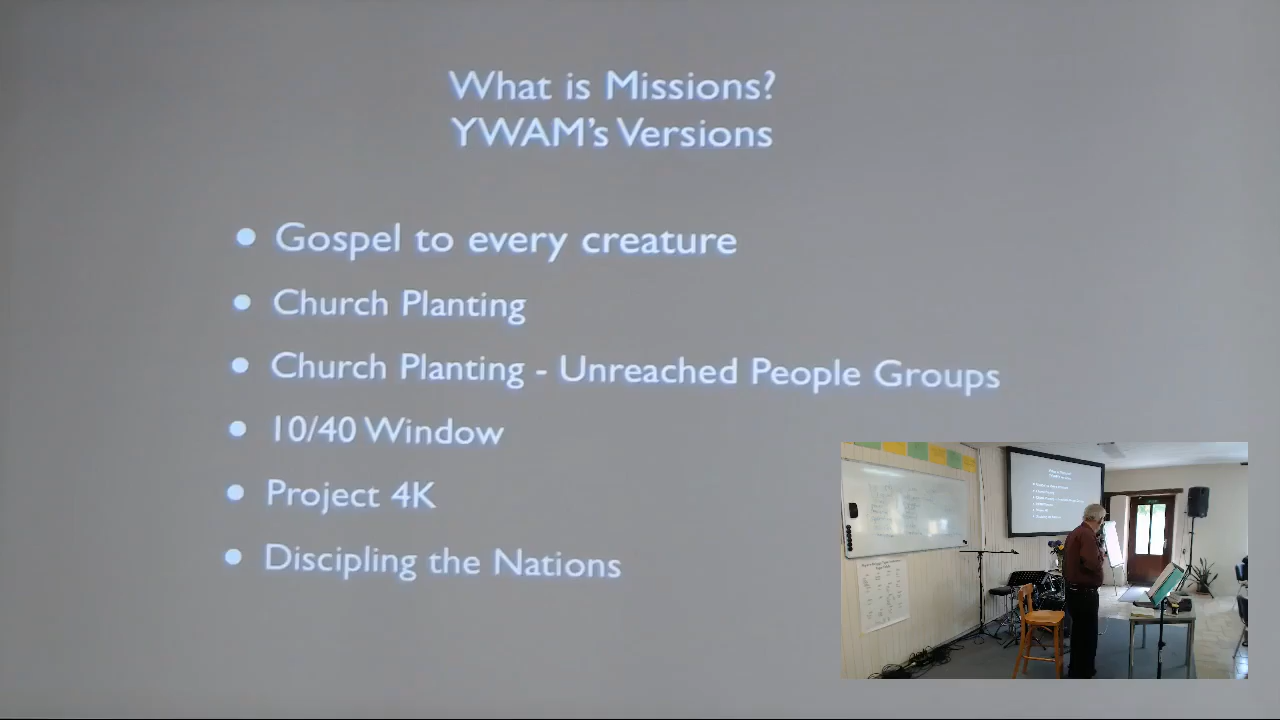 What is Missions?
YWAM's Versions
• Gospel to every creature
• Church Planting
• Church Planting - Unreached People Groups
• 10/40 Window
• Project 4K
• Discipling the Nations